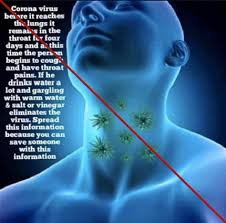 Corona virus
before it reaches
the lungs it
remains in the
throat for four
days and at this
time the person
begins to cough
and have throat
pains. If he
drinks water a
lot and gargling
with warm water
& salt or vinegar
eliminates the
virus. Spread
this information
because you can
save someone
with this
information